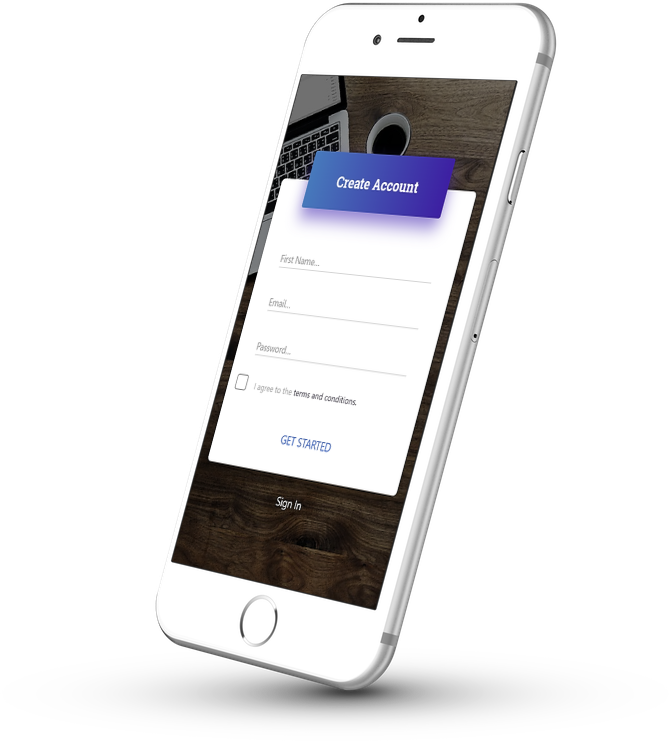 Create Account
First Name...
Email...
Password...
I agree to the terms and conditions.
GET STARTED
Sign In